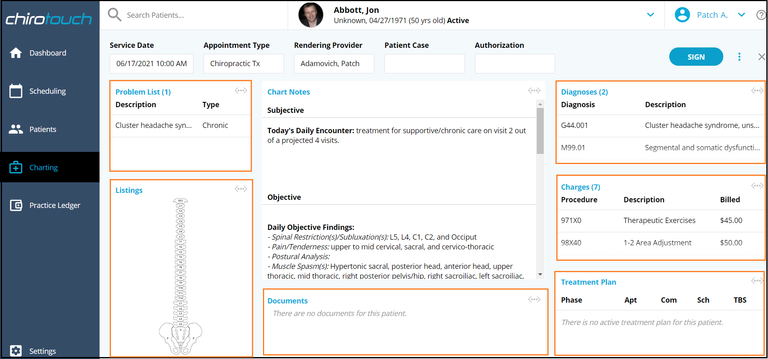 chirotouch
Search Patients...
Abbott, Jon
Unknown, 04/27/1971 (50 yrs old) Active
Patch A.
Dashboard
Scheduling
Patients
Charting
Practice Ledger
Settings
Service Date
Appointment Type
Rendering Provider
Patient Case
Authorization
06/17/2021 10:00 AM
Chiropractic Tx
Adamovich, Patch
SIGN
Problem List (1)
Description Type
Cluster headache syn... Chronic
Listings
Chart Notes
Subjective
Today's Daily Encounter: treatment for supportive/chronic care on visit 2 out
of a projected 4 visits.
Objective
Daily Objective Findings:
- Spinal Restriction(s)/Subluxation(s): L5, L4, C1, C2, and Occiput
- Pain/Tenderness: upper to mid cervical, sacral, and cervico-thoracic
- Postural Analysis:
- Muscle Spasm(s): Hypertonic sacral, posterior head, anterior head, upper
thoracic, mid thoracic, right posterior pelvis/hip, right sacroiliac, left sacroiliac,
Documents
There are no documents for this patient.
Diagnoses (2)
Diagnosis Description
G44.001 Cluster headache syndrome, uns...
M99.01 Segmental and somatic dysfuncti...
Charges (7)
Procedure Description Billed
971X0 Therapeutic Exercises $45.00
98X40 1-2 Area Adjustment $50.00
Treatment Plan
Phase Apt Com Sch TBS
There is no active treatment plan for this patient.